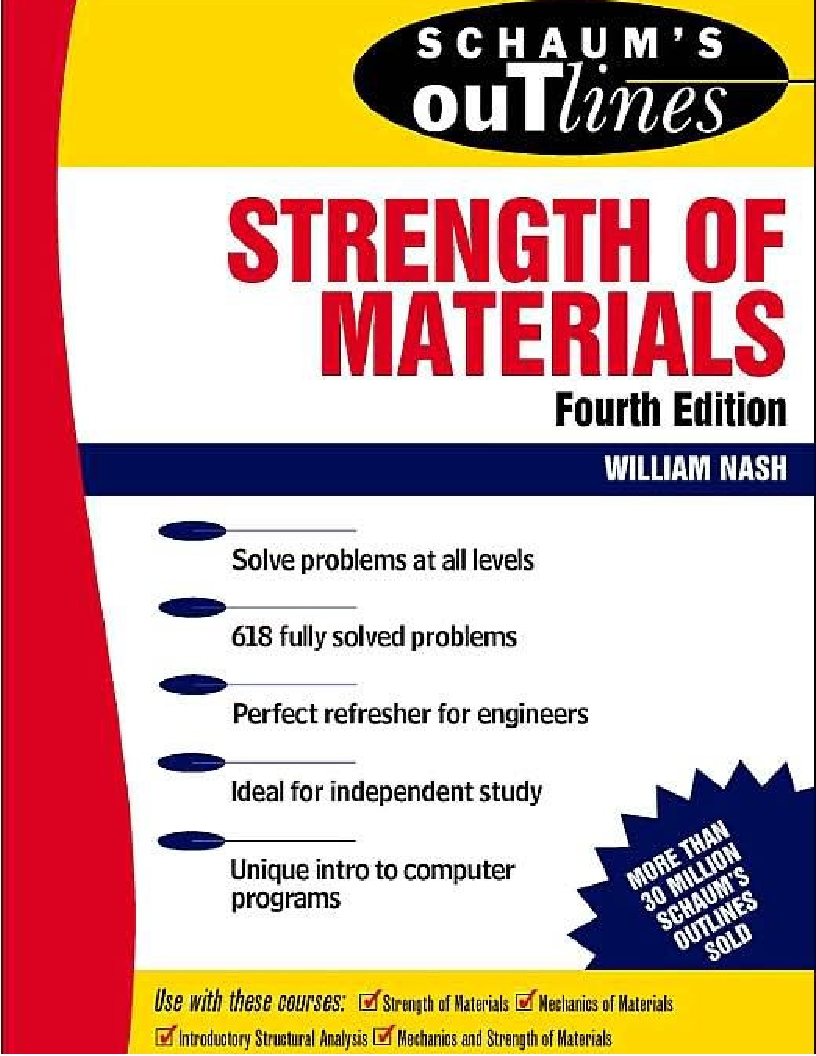 SCHAUM'S
ouTlines
STRENGTH OF
MATERIALS
Fourth Edition
WILLIAM NASH
Solve problems at all levels
618 fully solved problems
Perfect refresher for engineers
Ideal for independent study
Unique intro to computer
programs
MORE THAN
30 MILLION
SCHAUM'S
OUTLINES
SOLD
Use with these courses: Strength of Materials Mechanics of Materials
Introductory Structural Analysis Mechanics and Strength of Materials